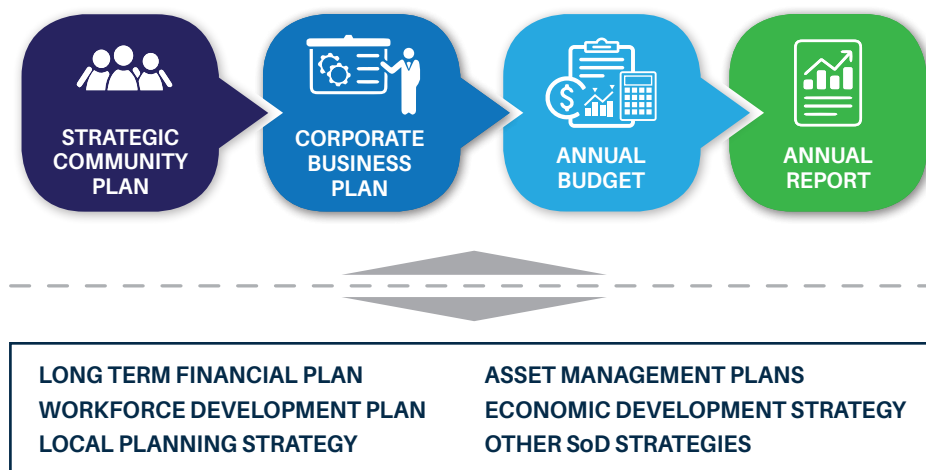 STRATEGIC
COMMUNITY
PLAN
CORPORATE
BUSINESS
PLAN
$
ANNUAL
BUDGET
ANNUAL
REPORT
LONG TERM FINANCIAL PLAN
WORKFORCE DEVELOPMENT PLAN
LOCAL PLANNING STRATEGY
ASSET MANAGEMENT PLANS
ECONOMIC DEVELOPMENT STRATEGY
OTHER SoD STRATEGIES